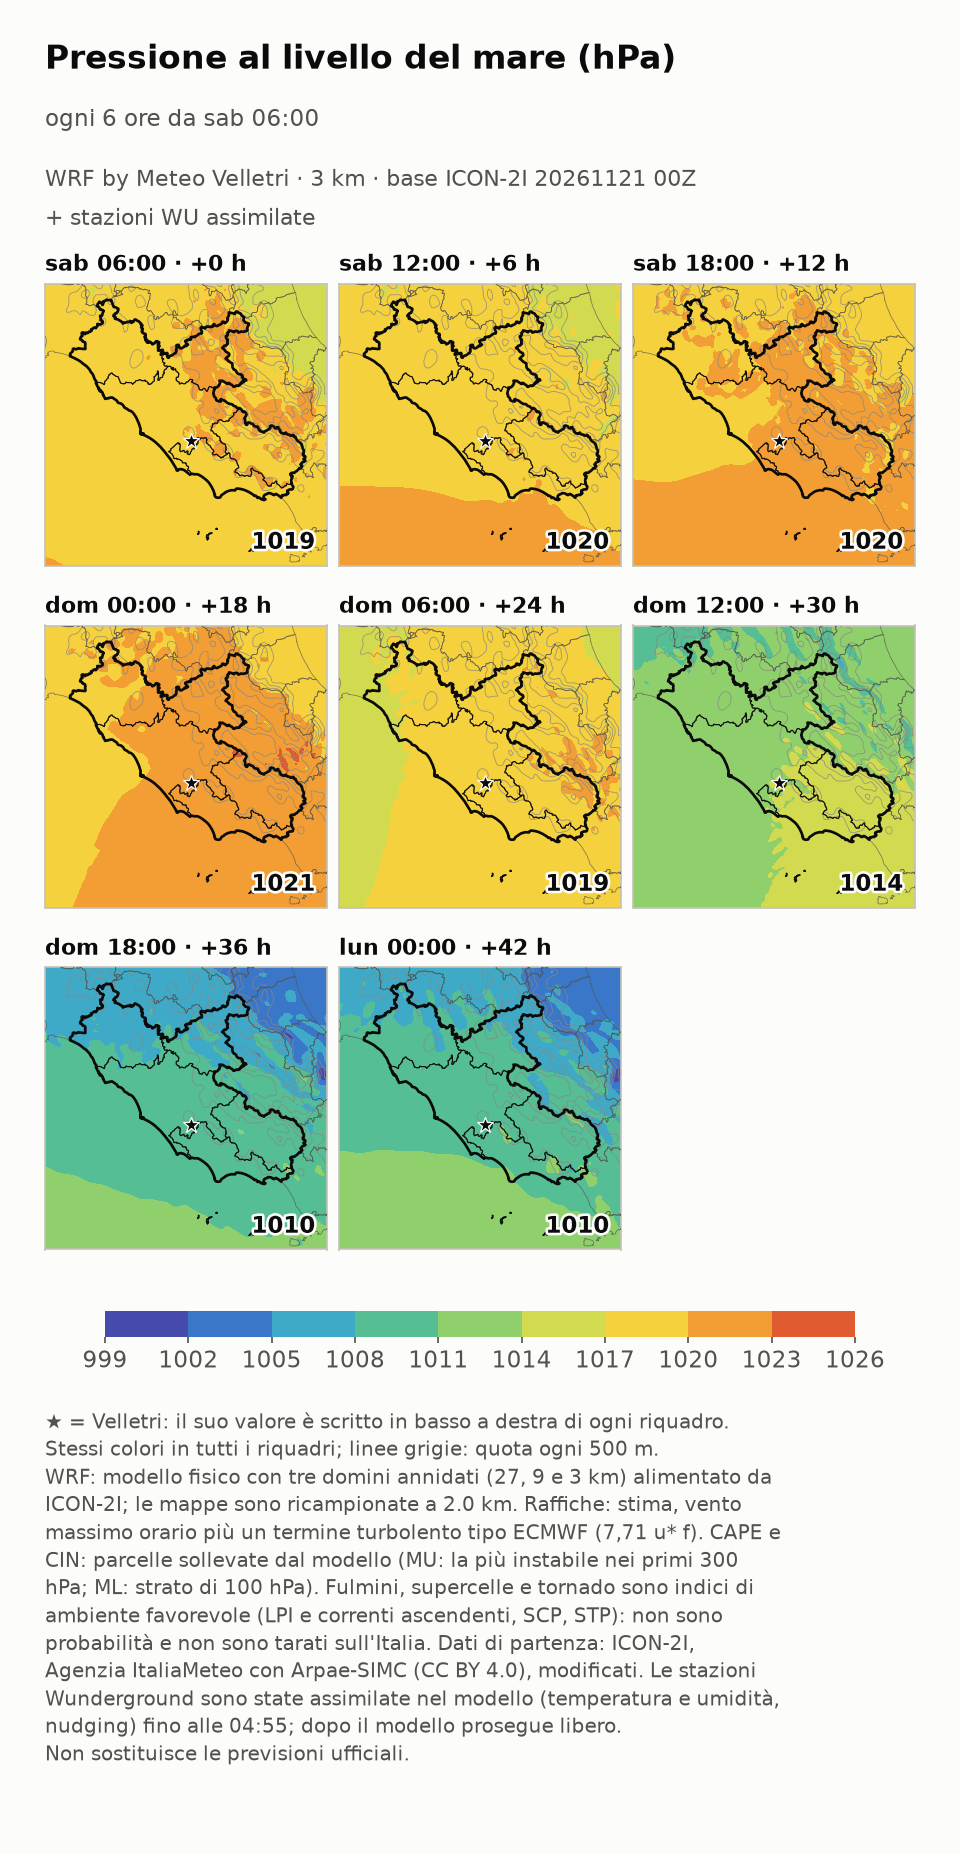 Pressione al livello del mare (hPa)
ogni 6 ore da sab 06:00
WRF by Meteo Velletri · 3 km · base ICON-2I 20261121 00Z
+ stazioni WU assimilate
sab 06:00 · +0 h
sab 12:00 · +6 h
sab 18:00 · +12 h
1019
1020
1020
dom 00:00 · +18 h
dom 06:00 · +24 h
dom 12:00 · +30 h
1021
1019
1014
dom 18:00 · +36 h
lun 00:00 · +42 h
1010
1010
999 1002 1005 1008 1011 1014 1017 1020 1023 1026
★ = Velletri: il suo valore è scritto in basso a destra di ogni riquadro.
Stessi colori in tutti i riquadri; linee grigie: quota ogni 500 m.
WRF: modello fisico con tre domini annidati (27, 9 e 3 km) alimentato da
ICON-2I; le mappe sono ricampionate a 2.0 km. Raffiche: stima, vento
massimo orario più un termine turbolento tipo ECMWF (7,71 u* f). CAPE e
CIN: parcelle sollevate dal modello (MU: la più instabile nei primi 300
hPa; ML: strato di 100 hPa). Fulmini, supercelle e tornado sono indici di
ambiente favorevole (LPI e correnti ascendenti, SCP, STP): non sono
probabilità e non sono tarati sull'Italia. Dati di partenza: ICON-2I,
Agenzia ItaliaMeteo con Arpae-SIMC (CC BY 4.0), modificati. Le stazioni
Wunderground sono state assimilate nel modello (temperatura e umidità,
nudging) fino alle 04:55; dopo il modello prosegue libero.
Non sostituisce le previsioni ufficiali.